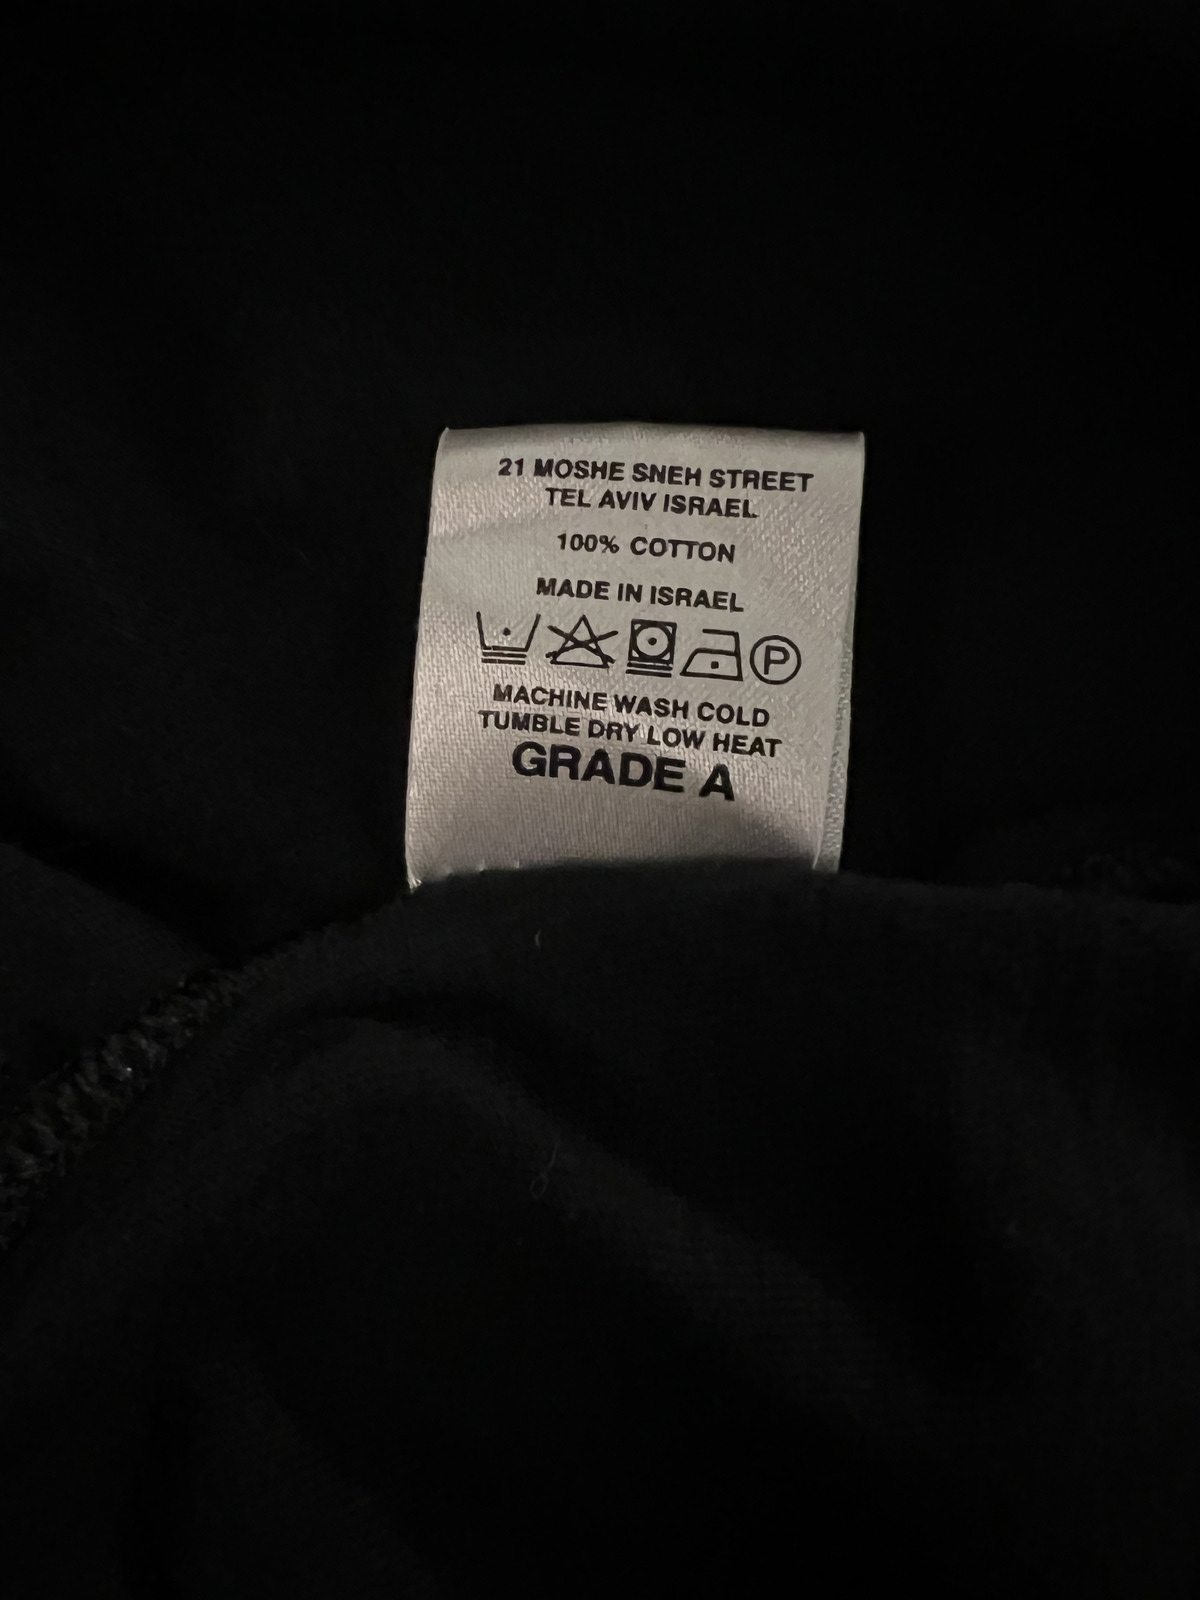 21 MOSHE SNEH STREET
TEL AVIV ISRAEL
100% COTTON
MADE IN ISRAEL
P
MACHINE WASH COLD
TUMBLE DRY LOW HEAT
GRADE A